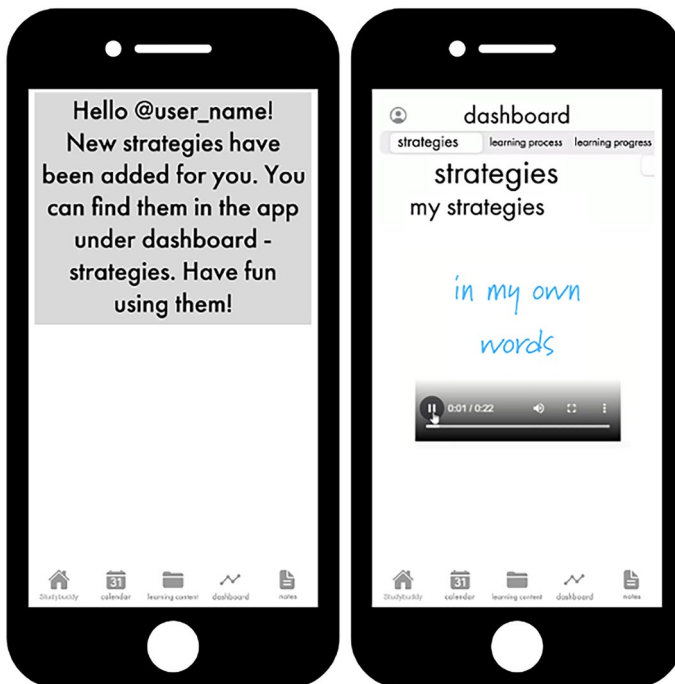 Hello @user_name!
New strategies have
been added for you. You
can find them in the app
under dashboard -
strategies. Have fun
using them!
31
Studybuddy calendar learning content dashboard notes
dashboard
strategies learning process learning progress
strategies
my strategies
in my own
words
0:01 / 0:22
31
Studybuddy calendar learning content dashboard notes